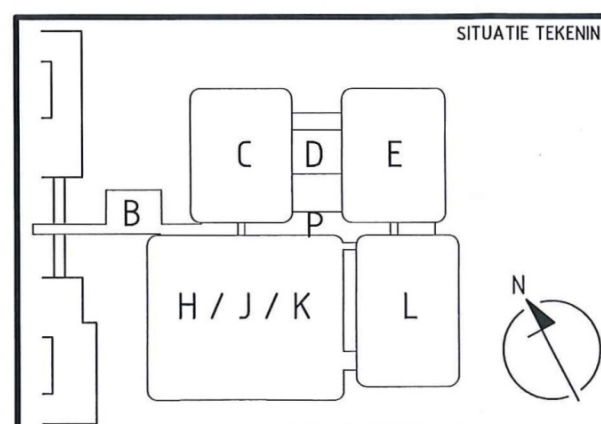 SITUATIE TEKENIN
C D E
B
P
H / J / K L
N